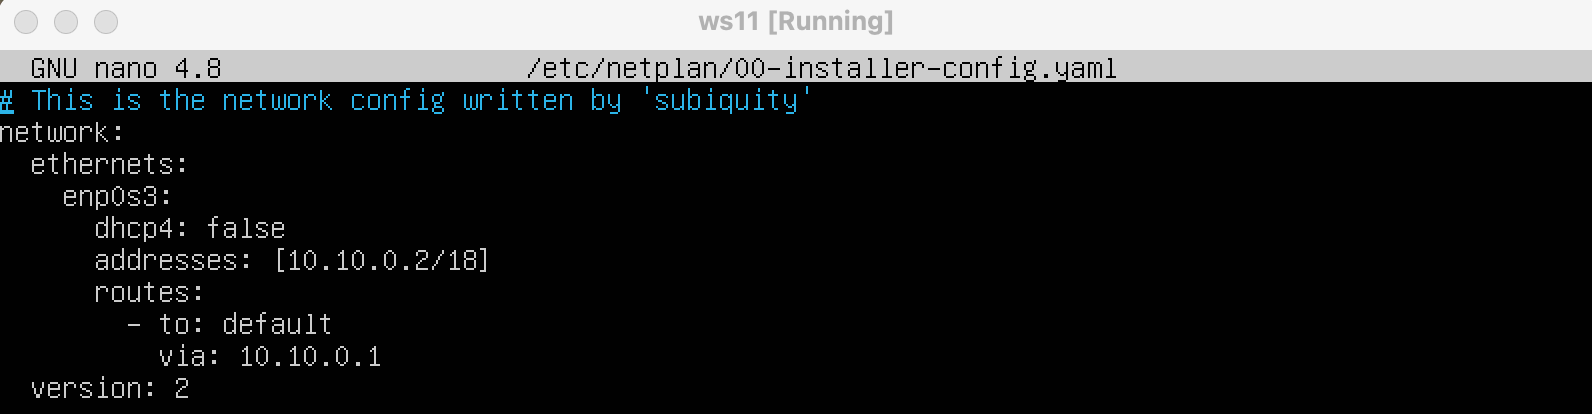 ws11 [Running]
GNU nano 4.8 /etc/netplan/00-installer-config.yaml
# This is the network config written by 'subiquity'
network:
  ethernets:
    enp0s3:
      dhcp4: false
      addresses: [10.10.0.2/18]
      routes:
        - to: default
          via: 10.10.0.1
  version: 2